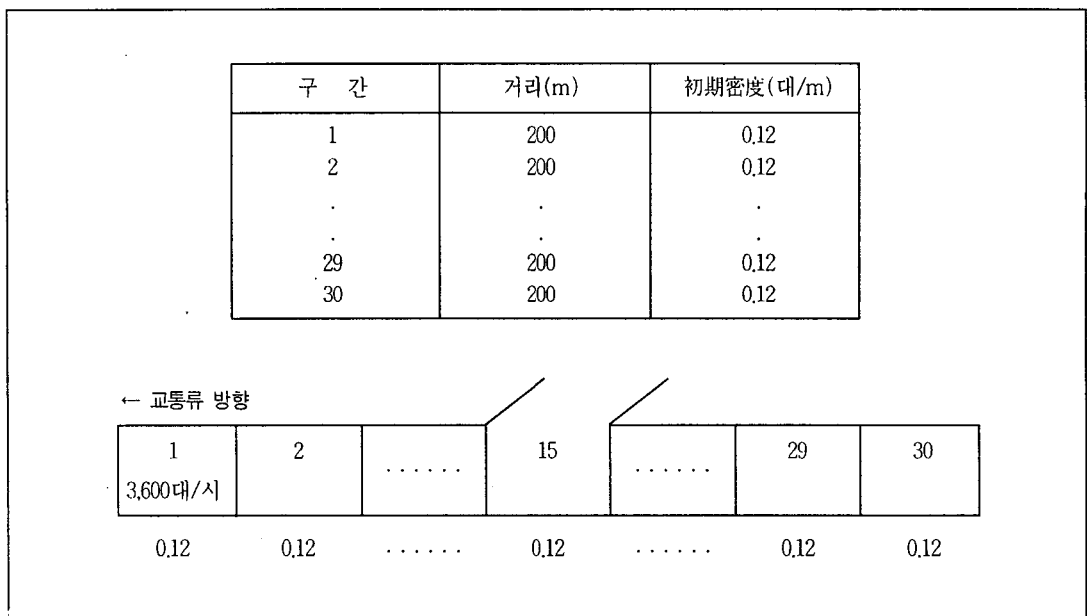 구 간 거리(m) 初期密度(대/m)
1 200 0.12
2 200 0.12
. . .
. . .
29 200 0.12
30 200 0.12
← 교통류 방향
1 2 ...... 15 ...... 29 30
3,600대/시
0.12 0.12 ...... 0.12 ...... 0.12 0.12